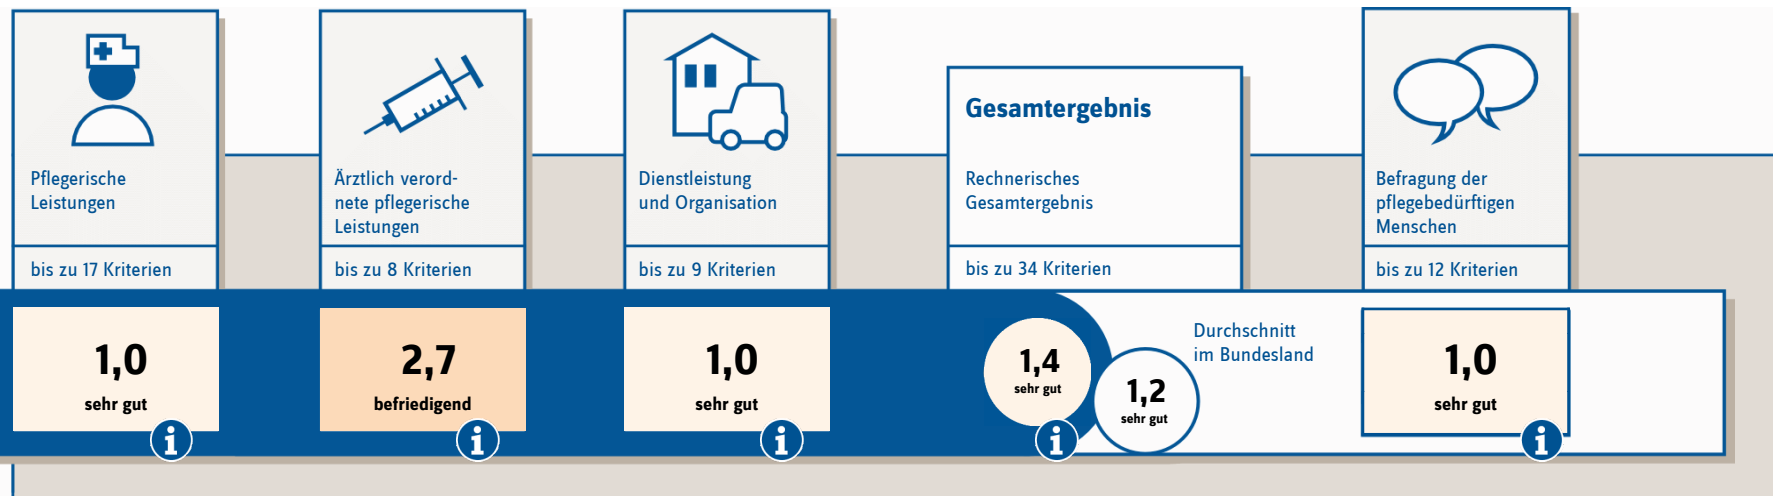 Pflegerische
Leistungen
bis zu 17 Kriterien
1,0
sehr gut
i
Ärztlich verord-
nete pflegerische
Leistungen
bis zu 8 Kriterien
2,7
befriedigend
i
Dienstleistung
und Organisation
bis zu 9 Kriterien
1,0
sehr gut
i
Gesamtergebnis
Rechnerisches
Gesamtergebnis
bis zu 34 Kriterien
1,4
sehr gut
i
Durchschnitt
im Bundesland
1,2
sehr gut
Befragung der
pflegebedürftigen
Menschen
bis zu 12 Kriterien
1,0
sehr gut
i